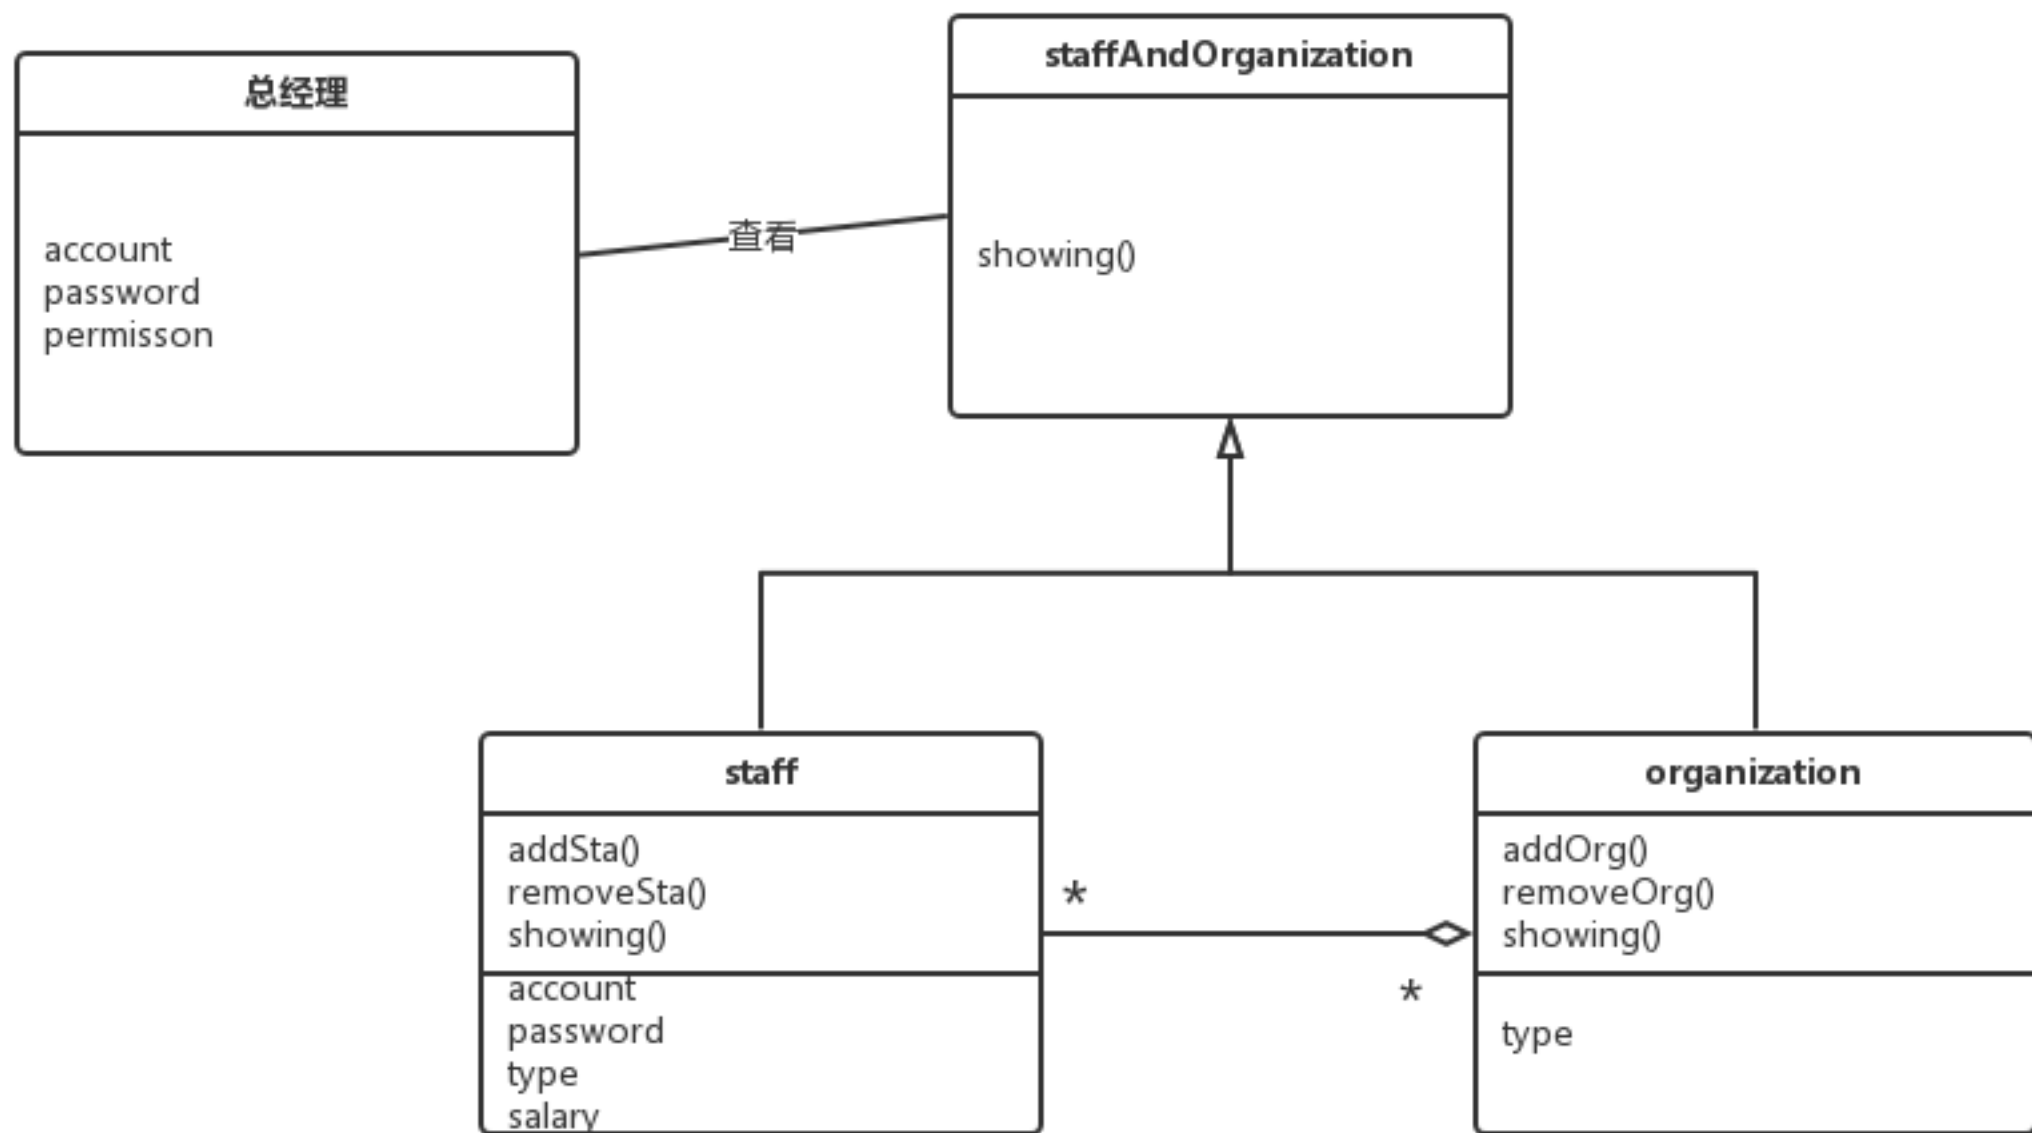 总经理
account
password
permisson
查看
staffAndOrganization
showing()
staff
addSta()
removeSta()
showing()
account
password
type
salary
*
*
organization
addOrg()
removeOrg()
showing()
type